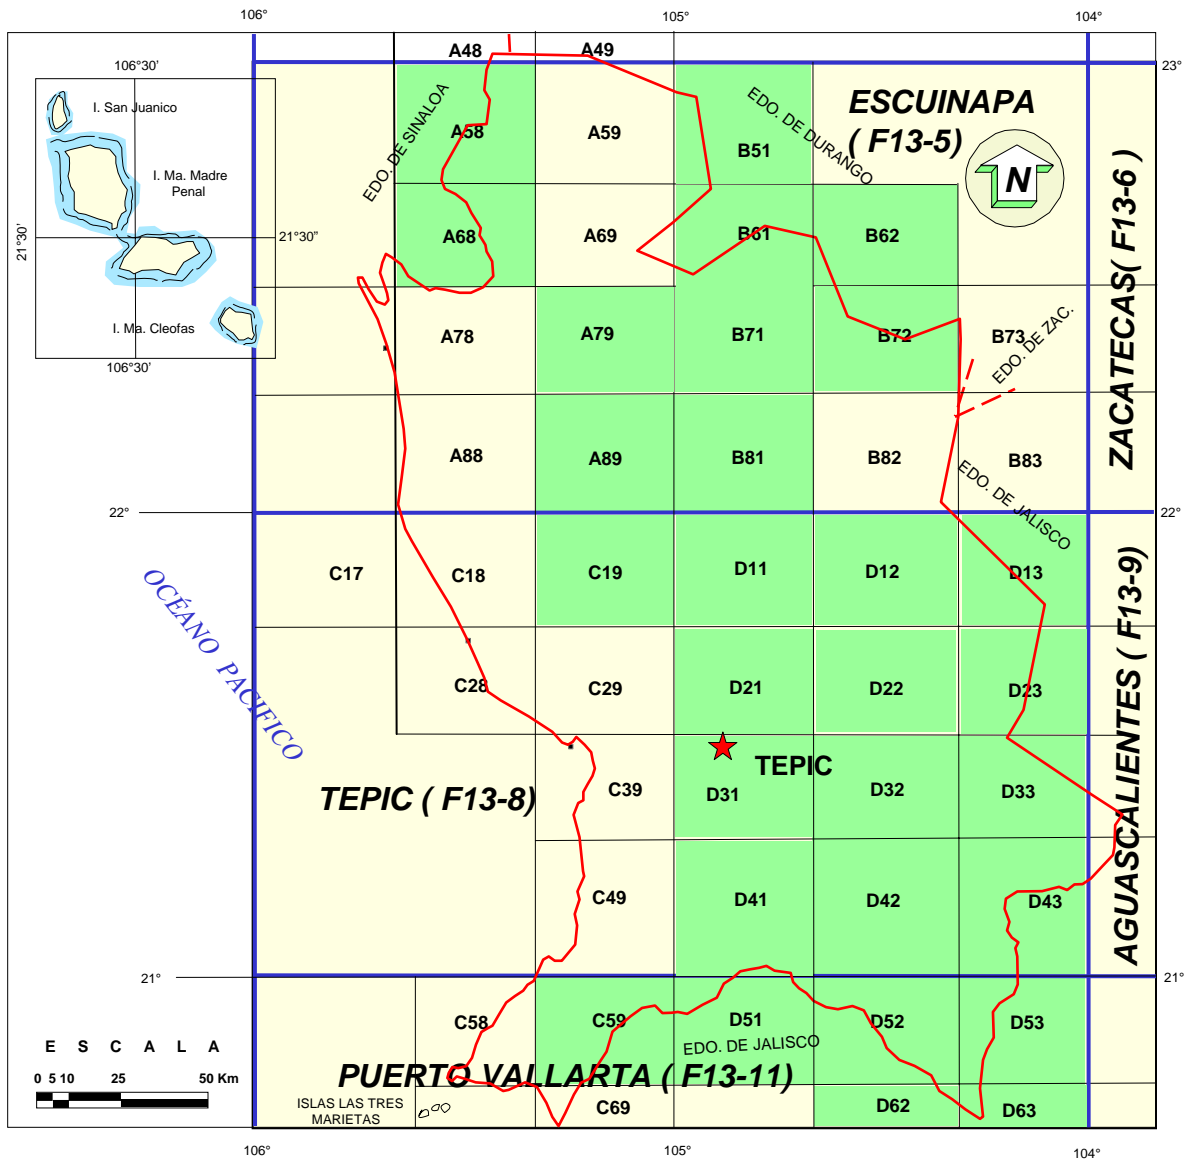 106°
105°
104°
A48
A49
23°
106°30'
I. San Juanico
I. Ma. Madre
Penal
21°30'
21°30"
I. Ma. Cleofas
106°30'
EDO. DE SINALOA
A58
A59
B51
EDO. DE DURANGO
ESCUINAPA
( F13-5)
N
A68
A69
B61
B62
ZACATECAS( F13-6 )
A78
A79
B71
B72
B73
EDO. DE ZAC.
A88
A89
B81
B82
B83
EDO. DE JALISCO
22°
22°
C17
C18
C19
D11
D12
D13
OCÉANO PACIFICO
C28
C29
D21
D22
D23
AGUASCALIENTES ( F13-9)
TEPIC
TEPIC ( F13-8)
C39
D31
D32
D33
C49
D41
D42
D43
21°
21°
C58
C59
D51
D52
D53
EDO. DE JALISCO
E S C A L A
0 5 10 25 50 Km
PUERTO VALLARTA ( F13-11)
ISLAS LAS TRES
MARIETAS
C69
D62
D63
106°
105°
104°